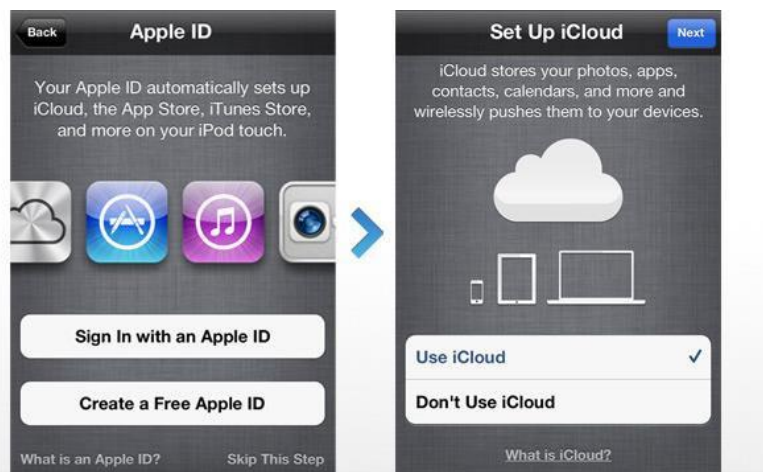 Back
Apple ID
Your Apple ID automatically sets up
iCloud, the App Store, iTunes Store,
and more on your iPod touch.
Sign In with an Apple ID
Create a Free Apple ID
What is an Apple ID?
Skip This Step
Set Up iCloud
Next
iCloud stores your photos, apps,
contacts, calendars, and more and
wirelessly pushes them to your devices.
Use iCloud
Don't Use iCloud
What is iCloud?